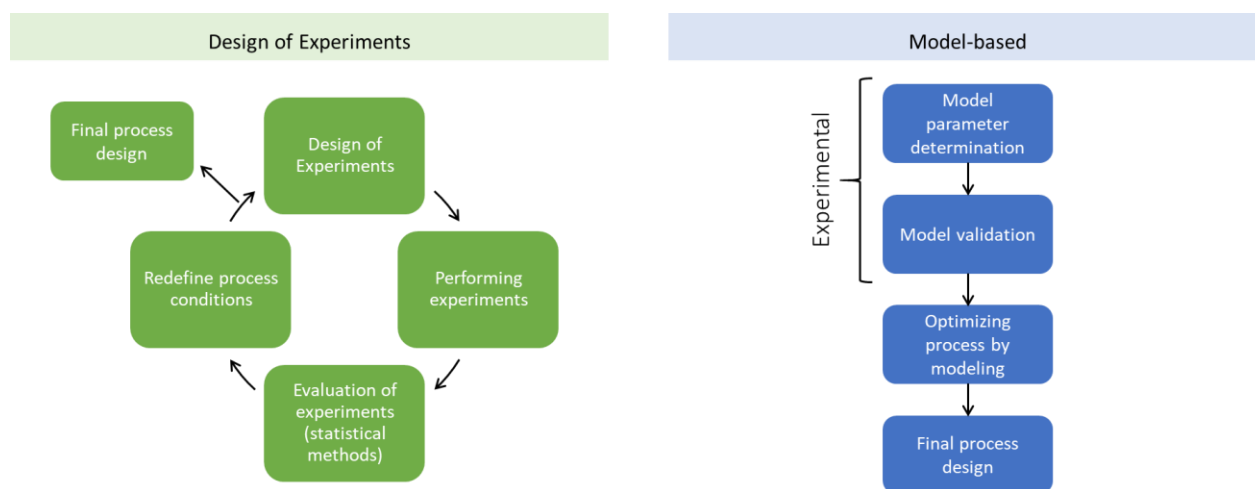 Design of Experiments
Final process
design
Design of
Experiments
Redefine process
conditions
Performing
experiments
Evaluation of
experiments
(statistical
methods)
Model-based
Experimental
Model
parameter
determination
Model validation
Optimizing
process by
modeling
Final process
design